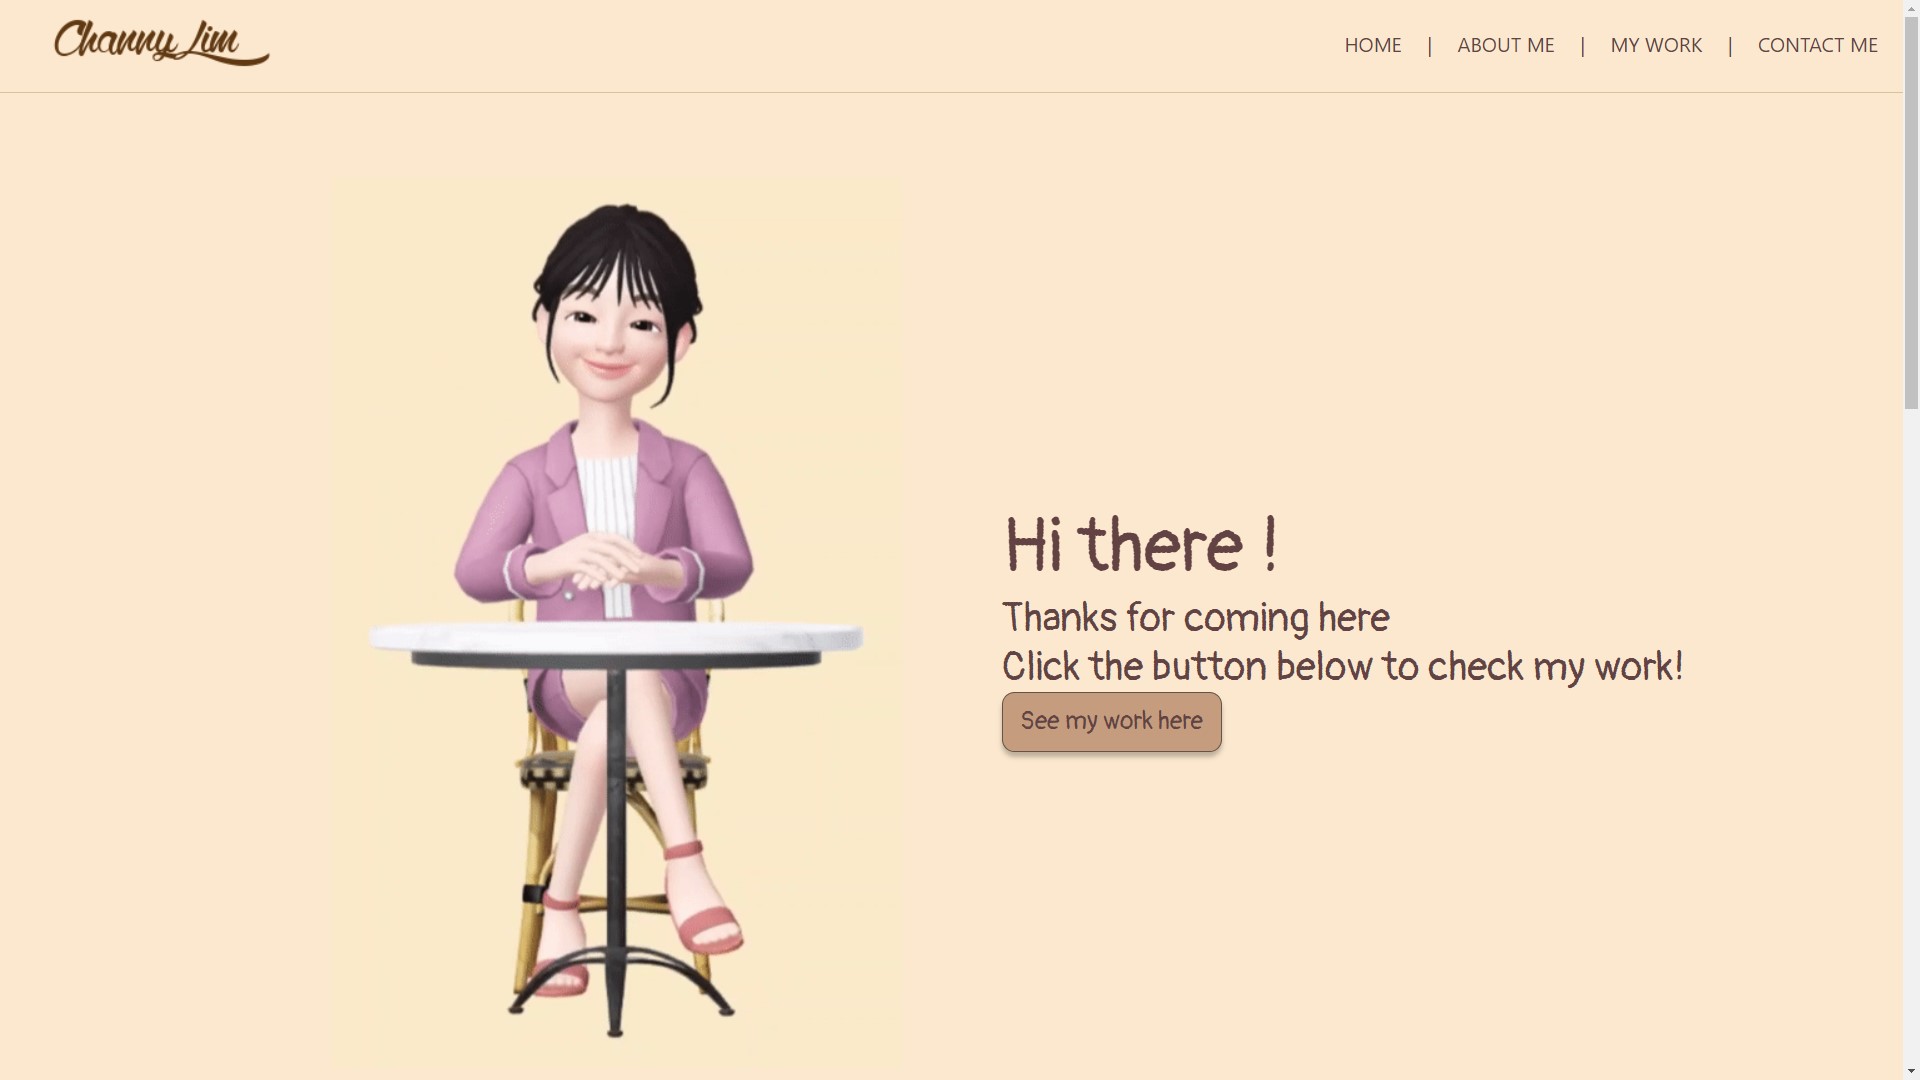 Channy Lim
HOME | ABOUT ME | MY WORK | CONTACT ME
Hi there !
Thanks for coming here
Click the button below to check my work!
See my work here